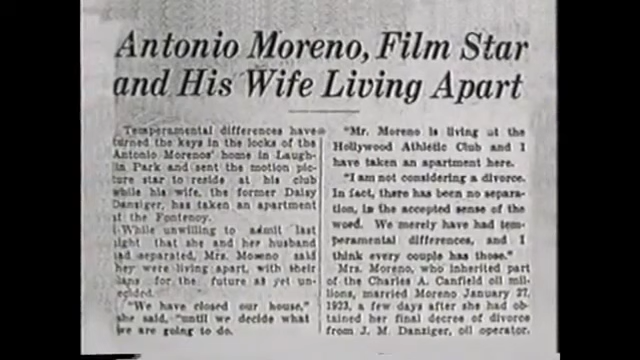 Antonio Moreno, Film Star
and His Wife Living Apart
Temperamental differences have
turned the keys in the locks of the
Antonio Morenos' home in Laugh-
lin Park and sent the motion pic-
ture star to reside at his club
while his wife, the former Daisy
Danziger, has taken an apartment
at the Fontenoy.
While unwilling to admit last
night that she and her husband
had separated, Mrs. Moreno said
they were living apart, with their
plans for the future as yet un-
decided.
"We have closed our house,"
she said, "until we decide what
we are going to do.
"Mr. Moreno is living at the
Hollywood Athletic Club and I
have taken an apartment here.
"I am not considering a divorce.
In fact, there has been no separa-
tion, in the accepted sense of the
word. We merely have had tem-
peramental differences, and I
think every couple has those."
Mrs. Moreno, who inherited part
of the Charles A. Canfield oil mil-
lions, married Moreno January 27,
1923, a few days after she had ob-
tained her final decree of divorce
from J. M. Danziger, oil operator.